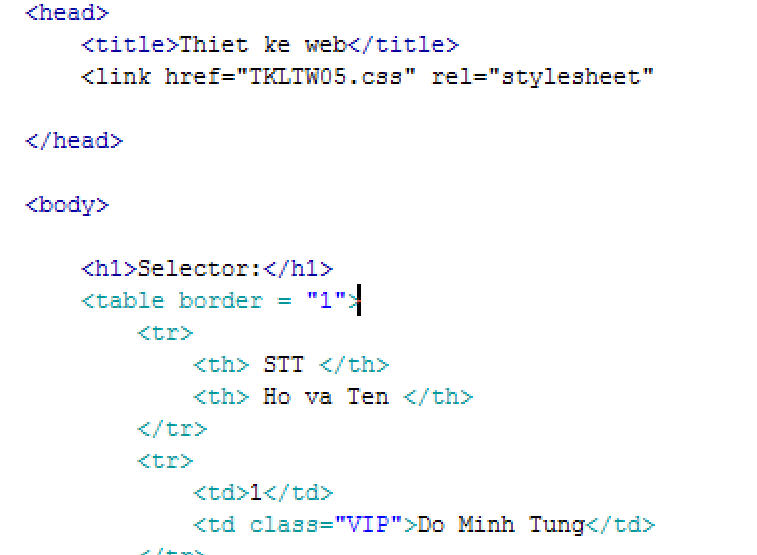 <head>
<title>Thiet ke web</title>
<link href="TKLTW05.css" rel="stylesheet"
</head>
<body>
<h1>Selector:</h1>
<table border = "1">
<tr>
<th> STT </th>
<th> Ho va Ten </th>
</tr>
<tr>
<td>1</td>
<td class="VIP">Do Minh Tung</td>
</tr>